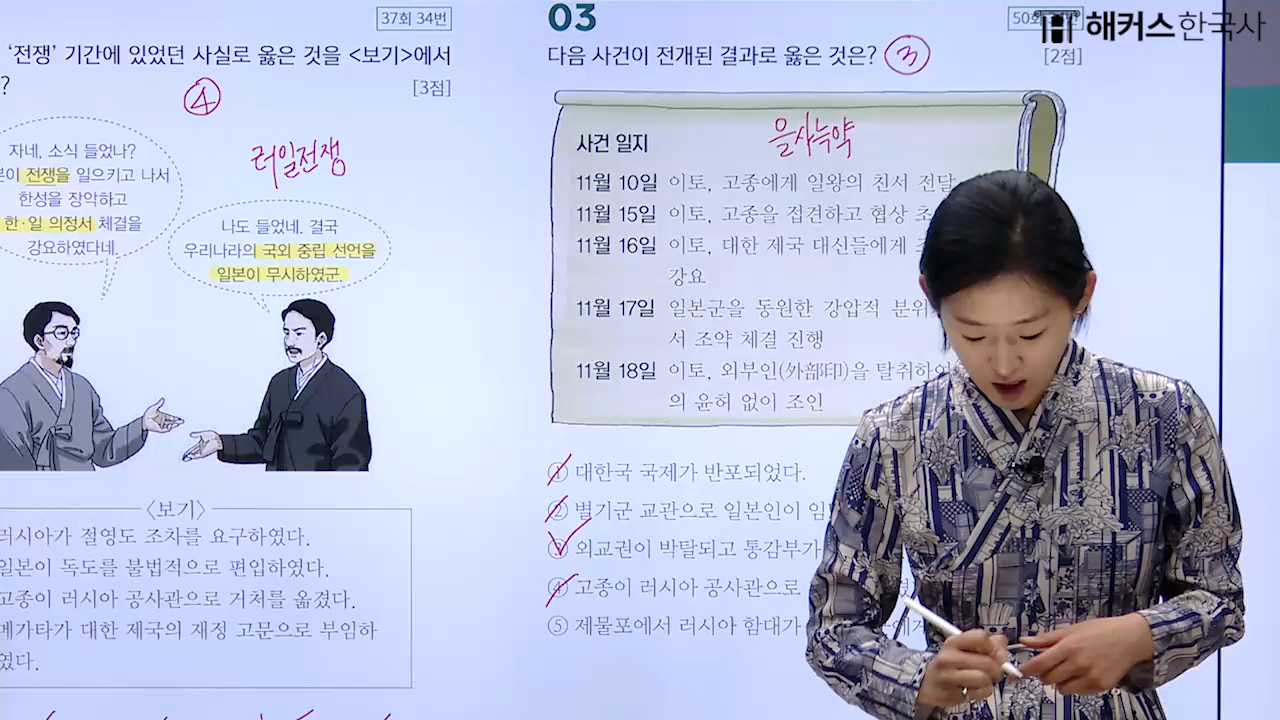 37회 34번
‘전쟁’ 기간에 있었던 사실로 옳은 것을 <보기>에서
?
[3점]
④
러일전쟁
자네, 소식 들었나?
본이 전쟁을 일으키고 나서
한성을 장악하고
한·일 의정서 체결을
강요하였다네.
나도 들었네. 결국
우리나라의 국외 중립 선언을
일본이 무시하였군.
<보기>
러시아가 절영도 조차를 요구하였다.
일본이 독도를 불법적으로 편입하였다.
고종이 러시아 공사관으로 거처를 옮겼다.
메가타가 대한 제국의 재정 고문으로 부임하
였다.
03
50회
해커스한국사
다음 사건이 전개된 결과로 옳은 것은? ③
[2점]
사건 일지
을사늑약
11월 10일 이토, 고종에게 일왕의 친서 전달
11월 15일 이토, 고종을 접견하고 협상 초
11월 16일 이토, 대한 제국 대신들에게
강요
11월 17일 일본군을 동원한 강압적 분위
서 조약 체결 진행
11월 18일 이토, 외부인(外部印)을 탈취하여
의 윤허 없이 조인
① 대한국 국제가 반포되었다.
② 별기군 교관으로 일본인이 임
③ 외교권이 박탈되고 통감부가
④ 고종이 러시아 공사관으로
⑤ 제물포에서 러시아 함대가